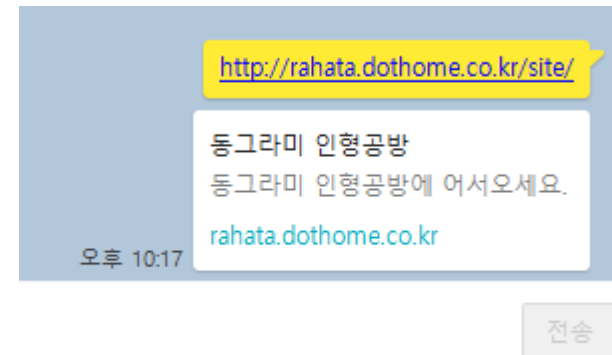 http://rahata.dothome.co.kr/site/
동그라미 인형공방
동그라미 인형공방에 어서오세요.
rahata.dothome.co.kr
오후 10:17
전송